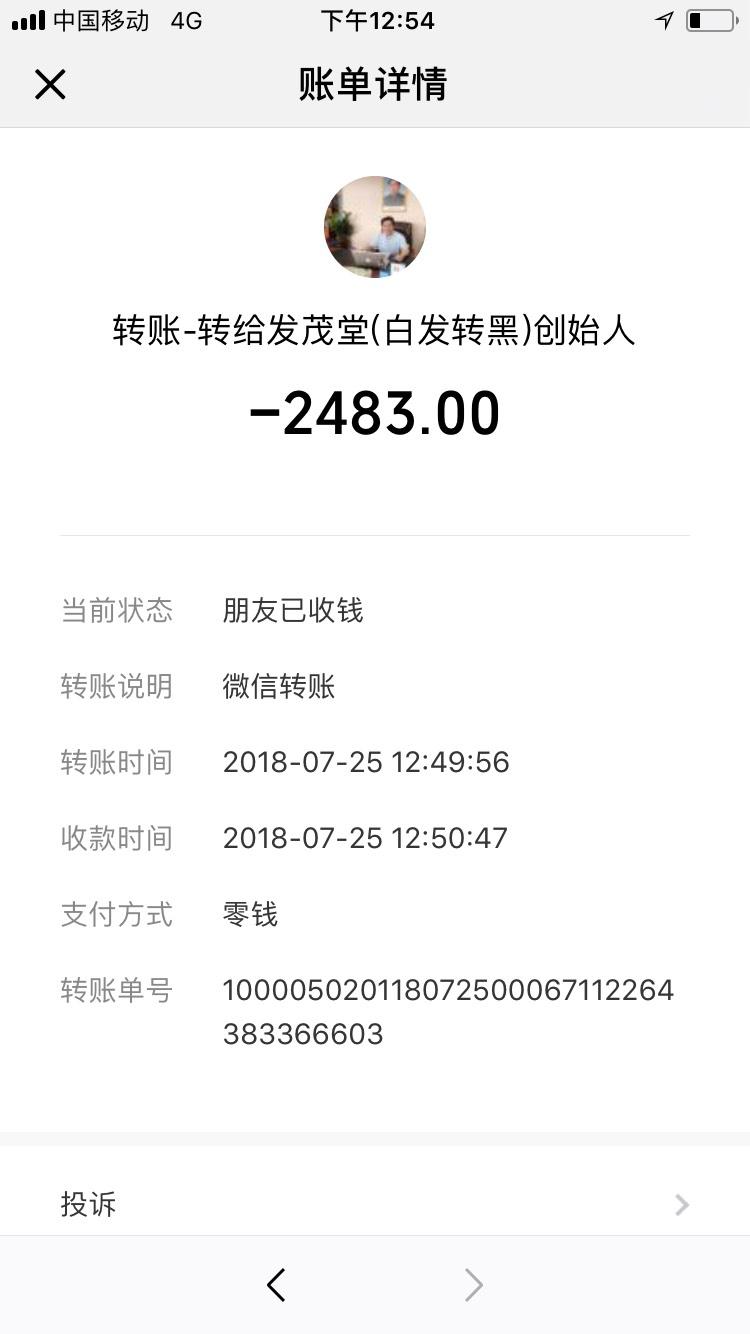 中国移动 4G 下午12:54
账单详情
转账-转给发茂堂(白发转黑)创始人
-2483.00
当前状态 朋友已收钱
转账说明 微信转账
转账时间 2018-07-25 12:49:56
收款时间 2018-07-25 12:50:47
支付方式 零钱
转账单号 100005020118072500067112264
383366603
投诉